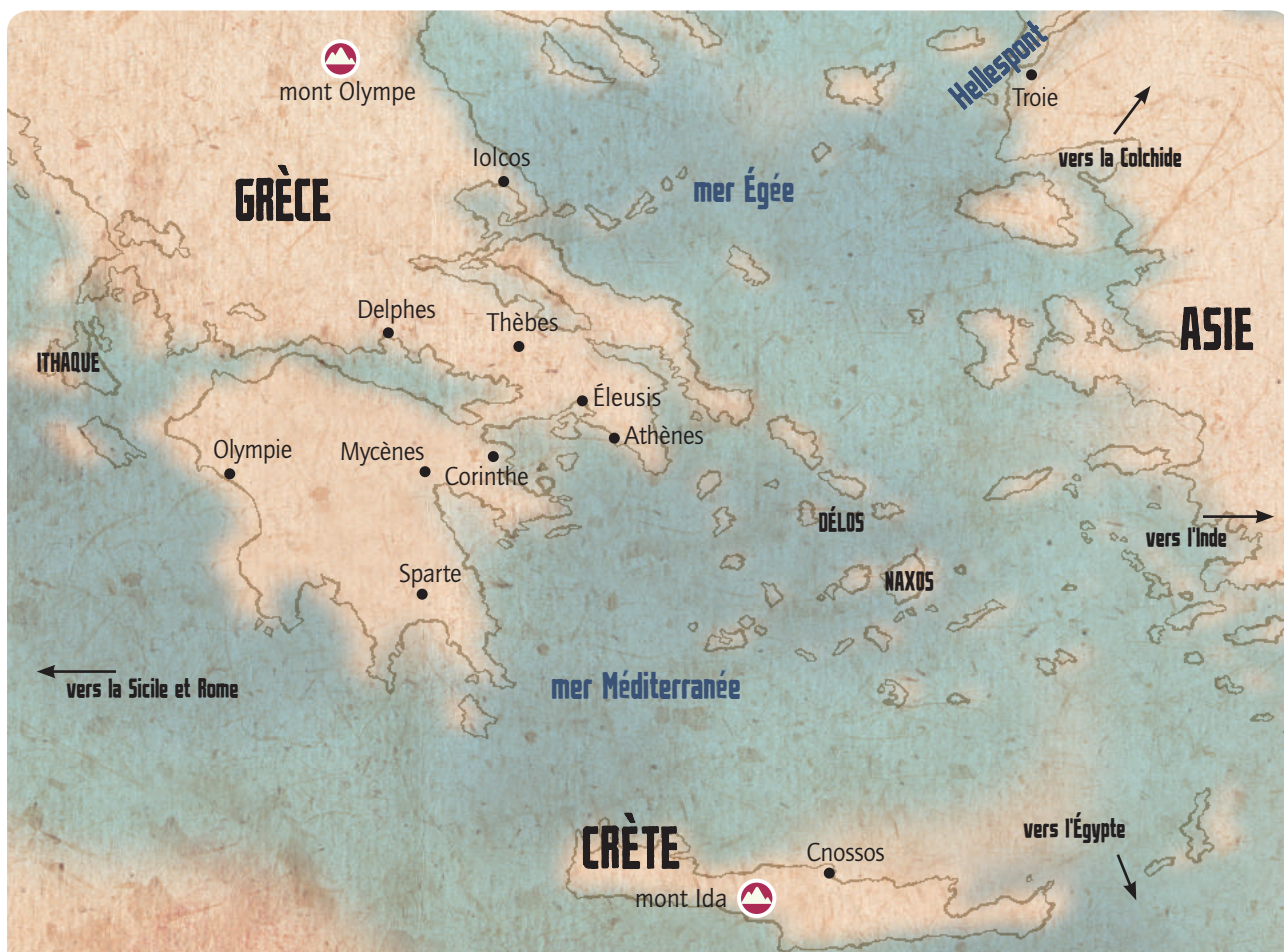 Hellespont
mont Olympe
Troie
vers la Colchide
Iolcos
GRÈCE
mer Égée
Delphes
Thèbes
ASIE
ITHAQUE
Éleusis
Athènes
Olympie
Mycènes
Corinthe
DÉLOS
vers l'Inde
Sparte
NAXOS
vers la Sicile et Rome
mer Méditerranée
vers l'Égypte
CRÈTE
Cnossos
mont Ida